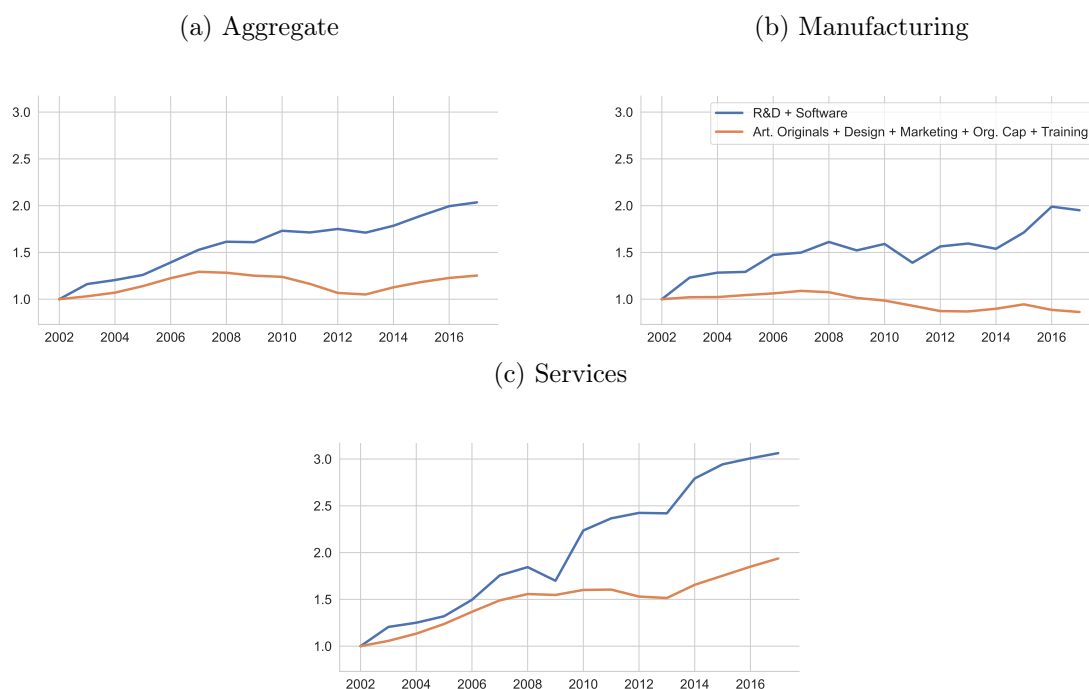 (a) Aggregate
(b) Manufacturing
3.0
2.5
2.0
1.5
1.0
2002 2004 2006 2008 2010 2012 2014 2016
3.0
2.5
2.0
1.5
1.0
R&D + Software
Art. Originals + Design + Marketing + Org. Cap + Training
2002 2004 2006 2008 2010 2012 2014 2016
(c) Services
3.0
2.5
2.0
1.5
1.0
2002 2004 2006 2008 2010 2012 2014 2016